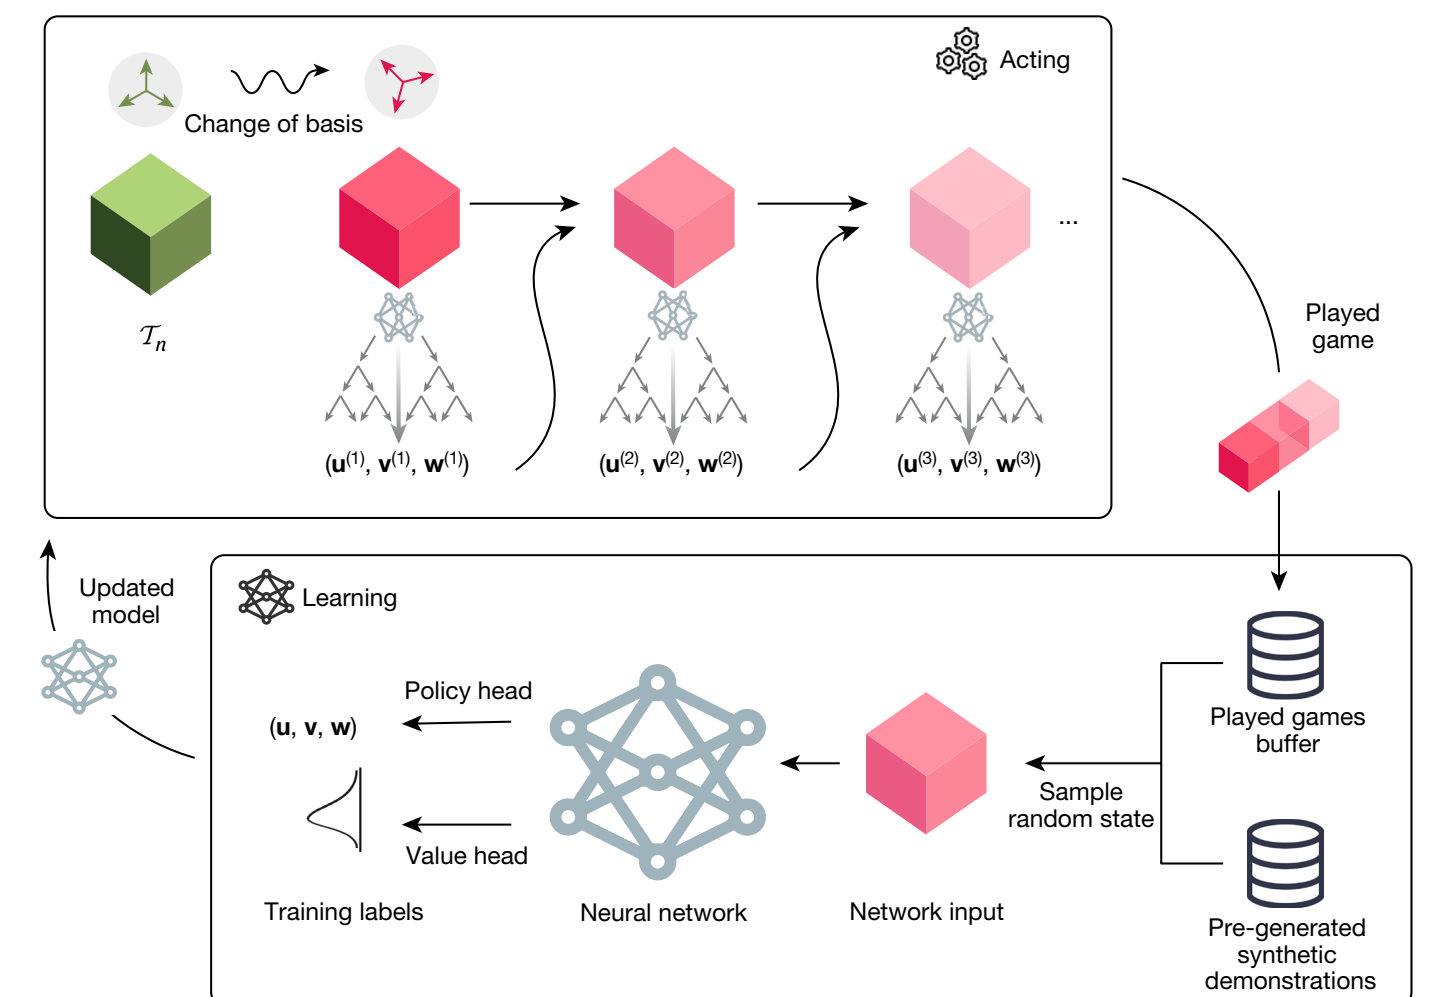 Acting
Change of basis
𝒯n
...
(u(1), v(1), w(1))
(u(2), v(2), w(2))
(u(3), v(3), w(3))
Played
game
Updated
model
Learning
Policy head
(u, v, w)
Value head
Training labels
Neural network
Network input
Sample
random state
Played games
buffer
Pre-generated
synthetic
demonstrations